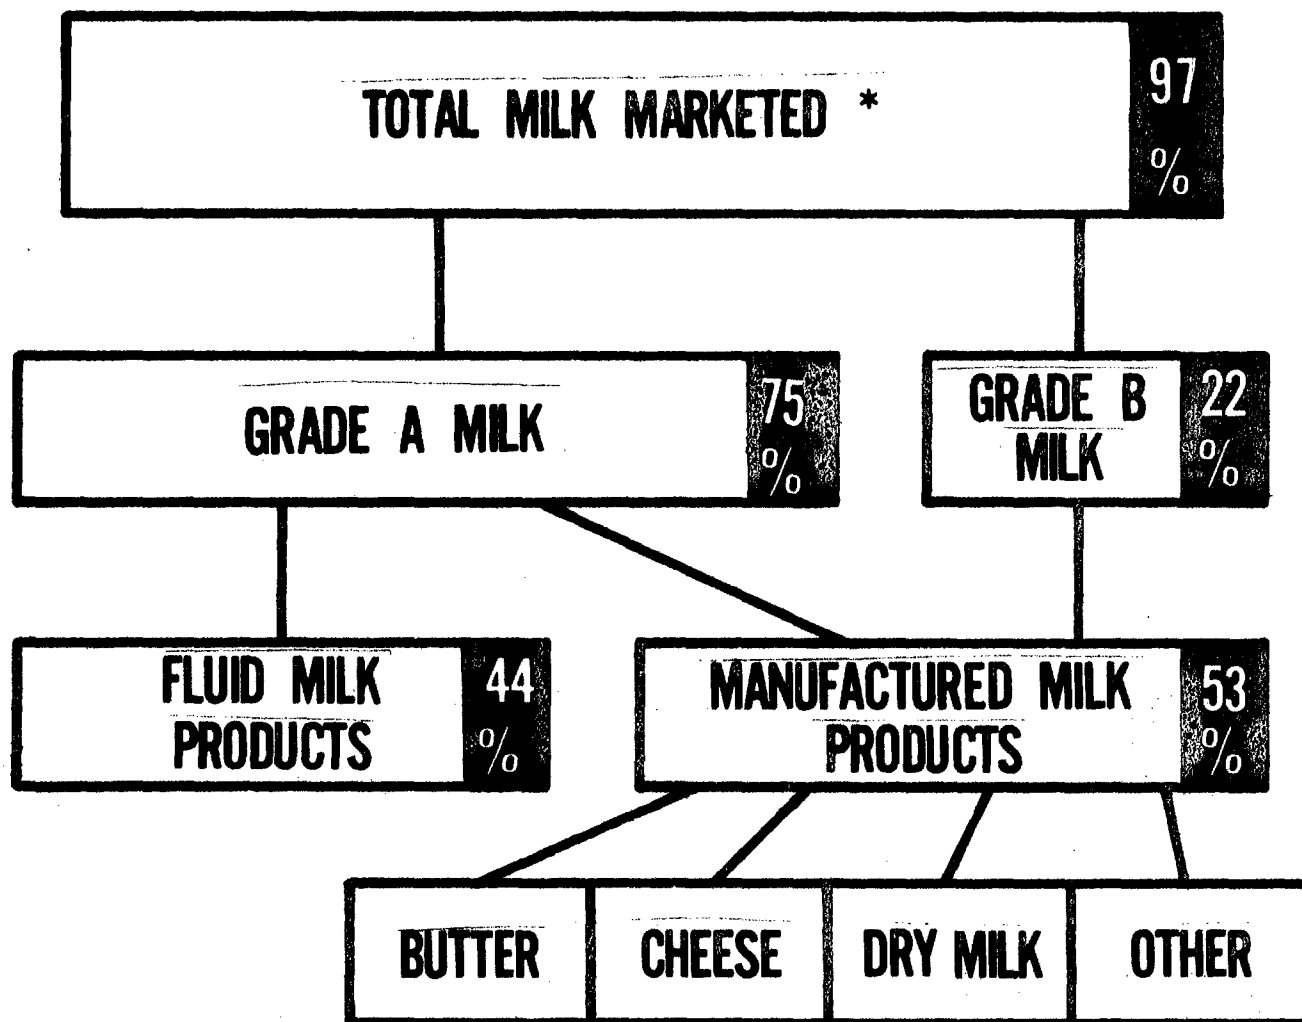 TOTAL MILK MARKETED *
97
%
GRADE A MILK
75
%
GRADE B
MILK
22
%
FLUID MILK
PRODUCTS
44
%
MANUFACTURED MILK
PRODUCTS
53
%
BUTTER
CHEESE
DRY MILK
OTHER